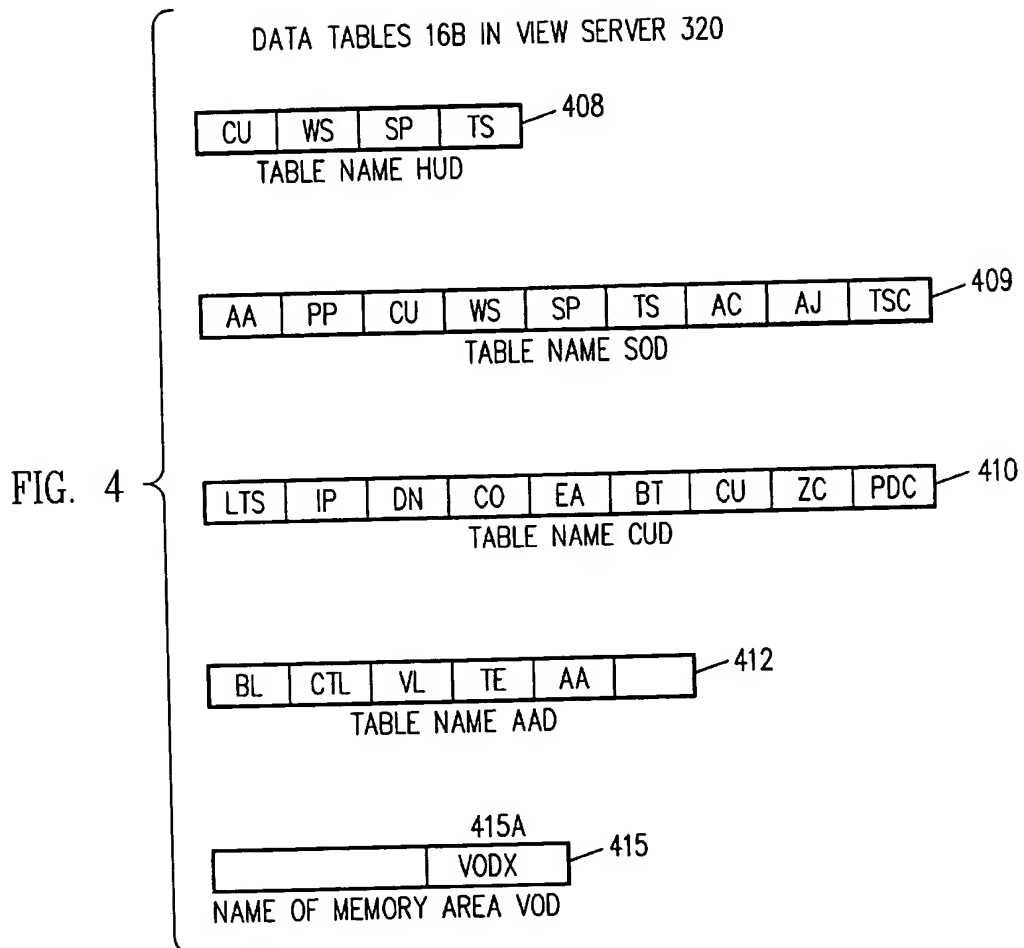 DATA TABLES 16B IN VIEW SERVER 320
CU WS SP TS 408
TABLE NAME HUD
AA PP CU WS SP TS AC AJ TSC 409
TABLE NAME SOD
FIG. 4
LTS IP DN CO EA BT CU ZC PDC 410
TABLE NAME CUD
BL CTL VL TE AA 412
TABLE NAME AAD
415A
VODX 415
NAME OF MEMORY AREA VOD